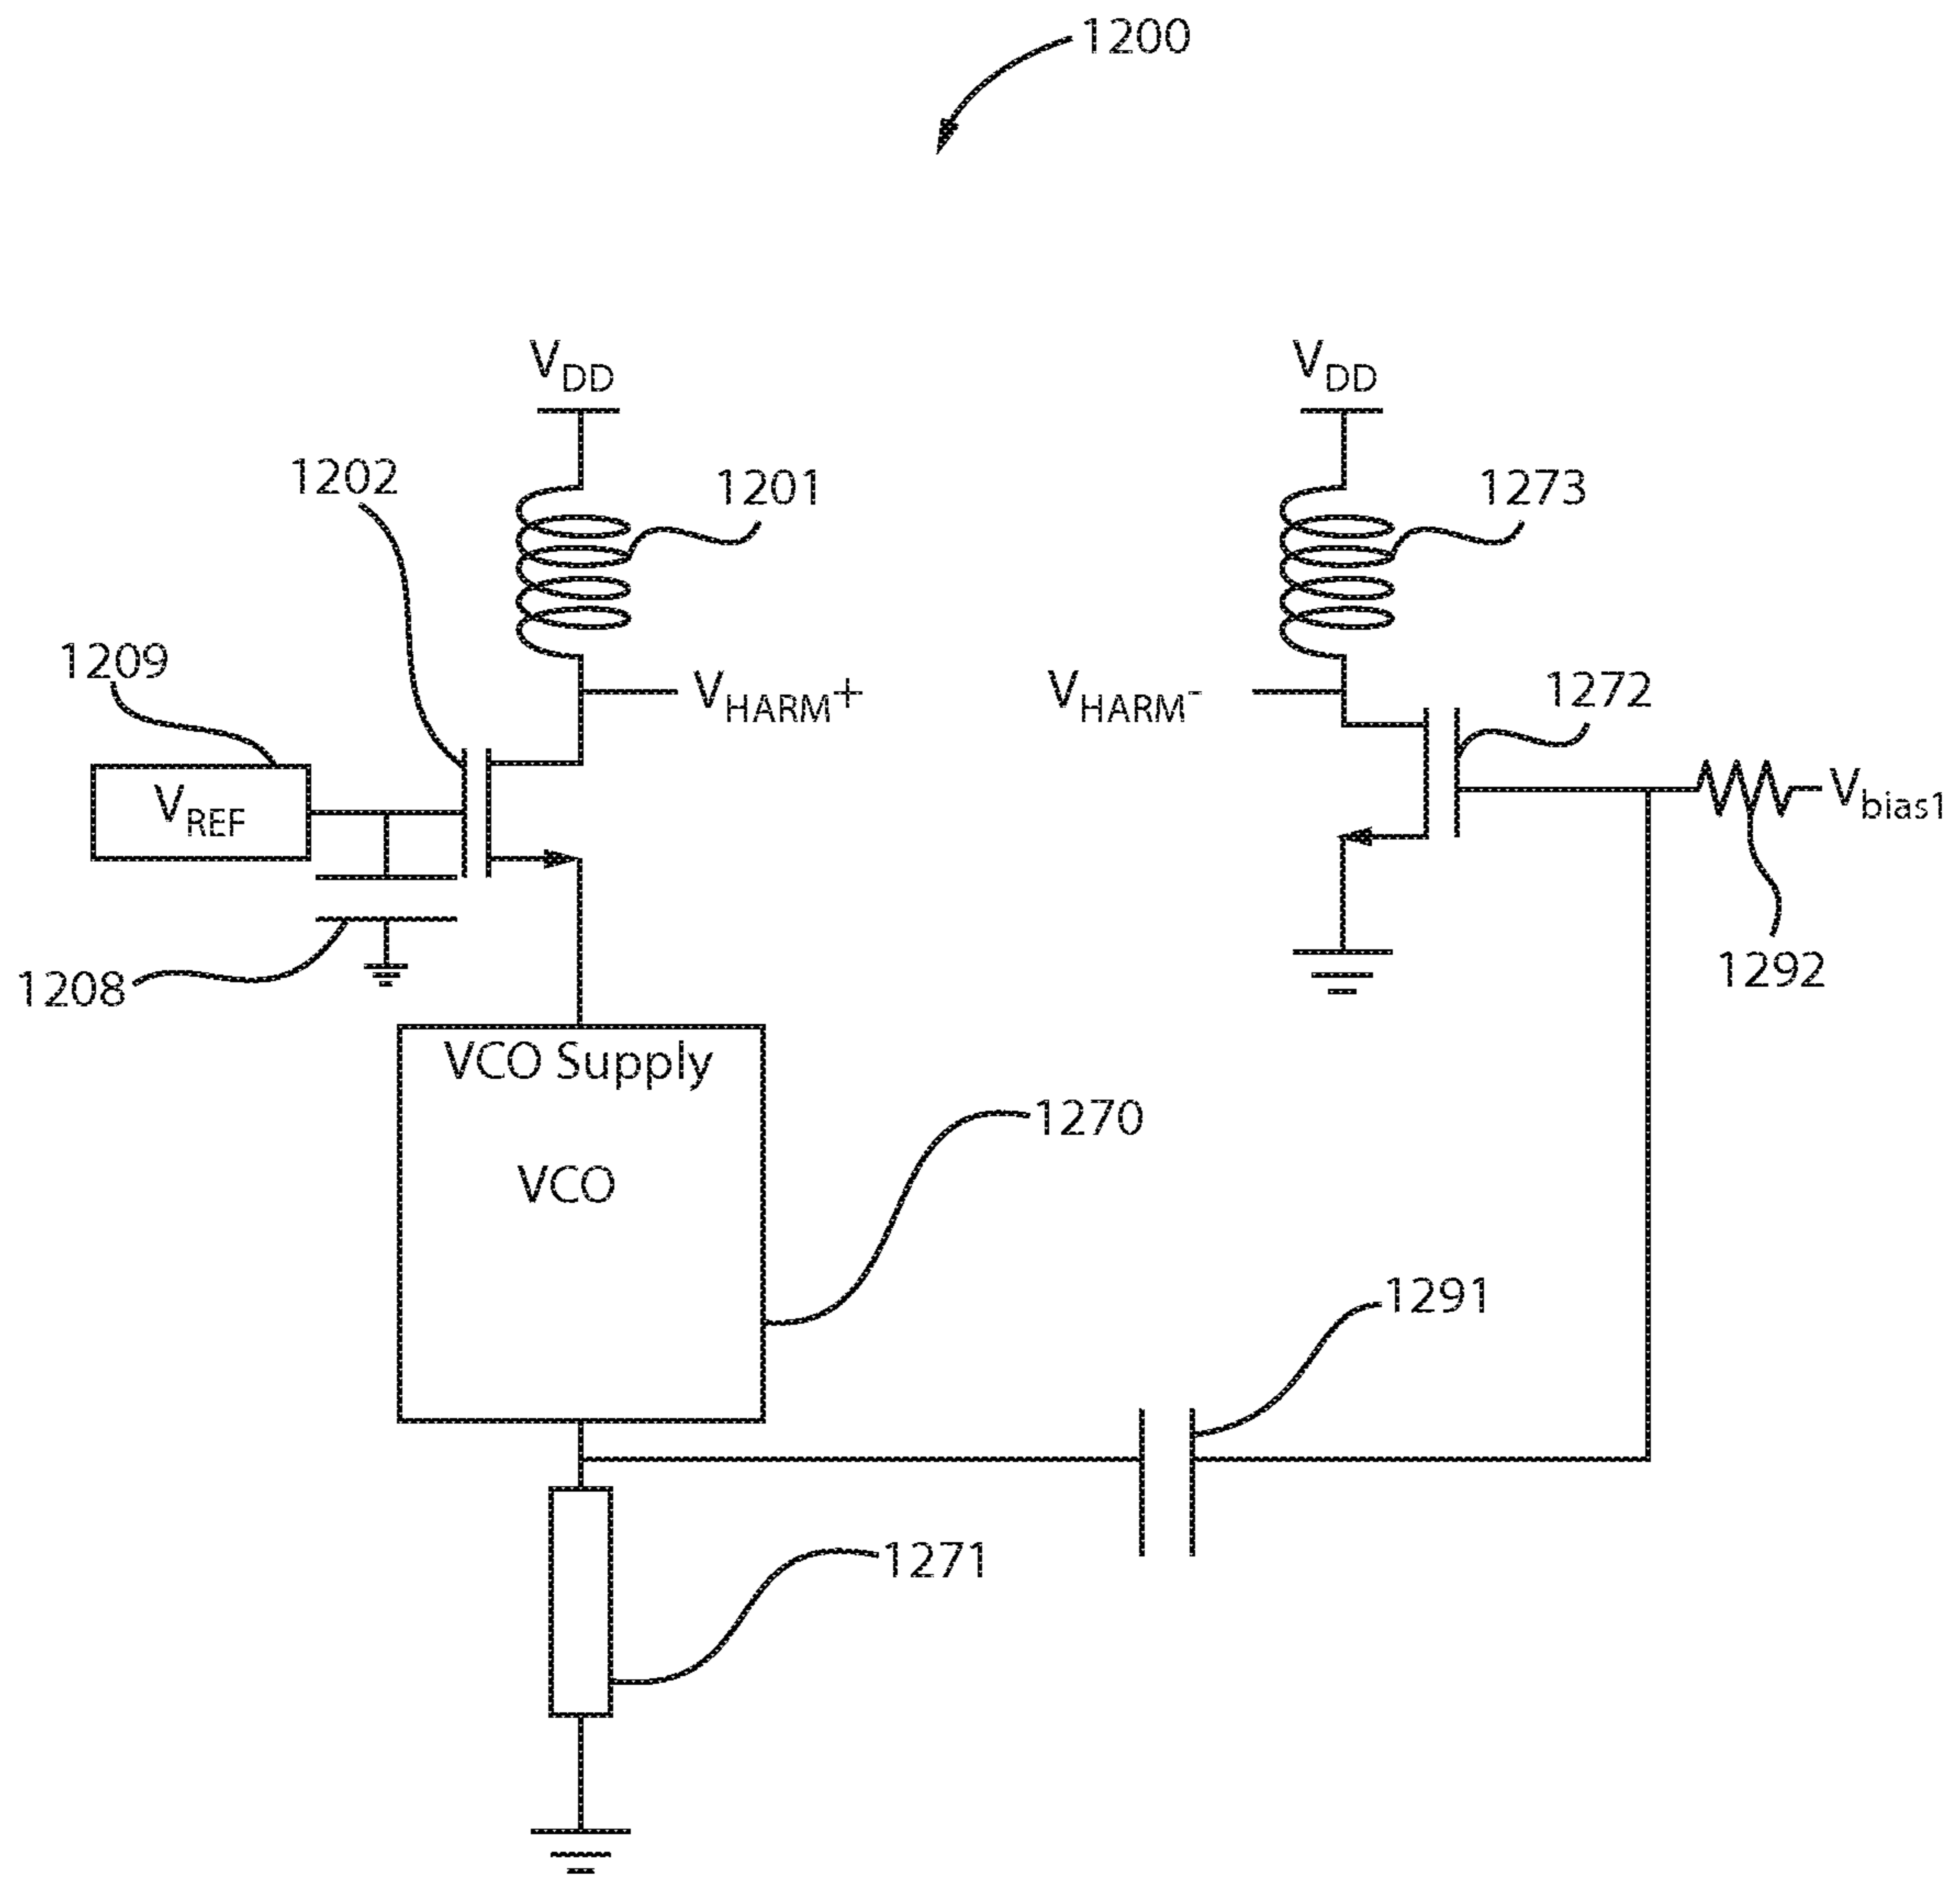 1200
VDD
VDD
1202
1201
1273
1209
VHARM+
VHARM-
1272
VREF
Vbias1
1208
1292
VCO Supply
1270
VCO
1291
1271